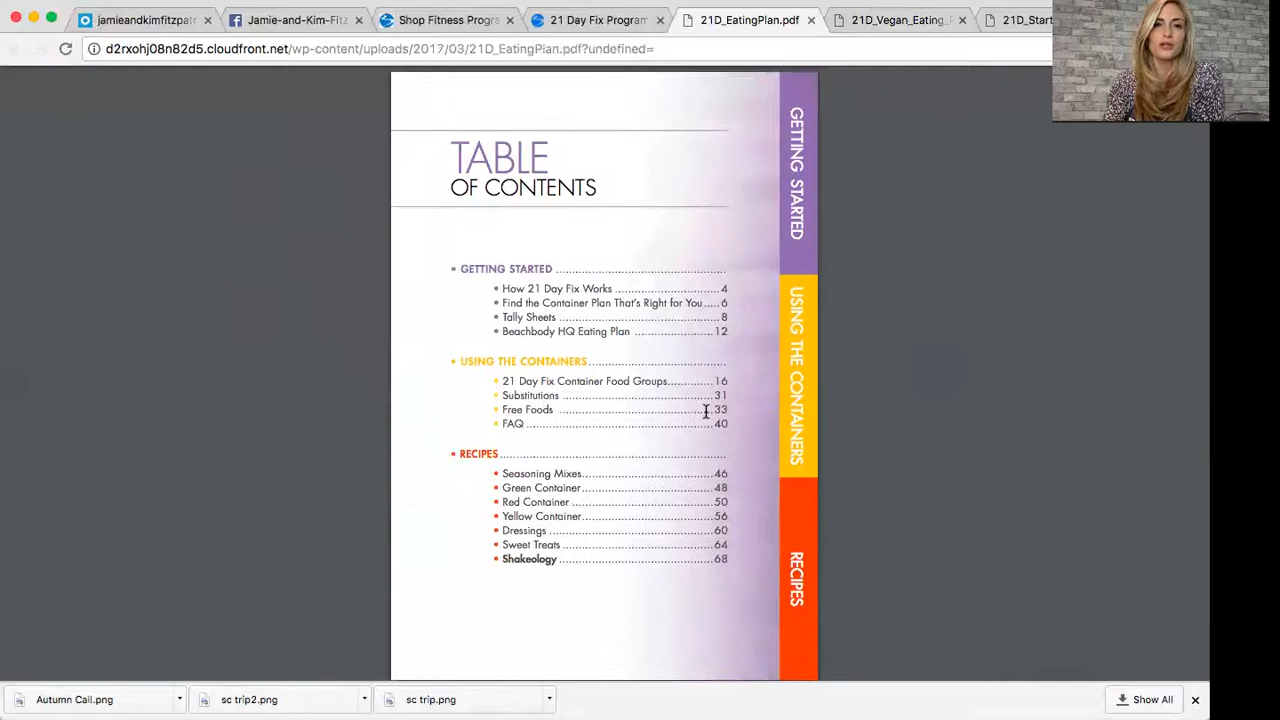 jamieandkimfitzpatr
Jamie-and-Kim-Fitz-
Shop Fitness Progra
21 Day Fix Program
21D_EatingPlan.pdf
21D_Vegan_Eating_
21D_Start
d2rxohj08n82d5.cloudfront.net/wp-content/uploads/2017/03/21D_EatingPlan.pdf?undefined=
TABLE
OF CONTENTS
• GETTING STARTED
• How 21 Day Fix Works 4
• Find the Container Plan That's Right for You 6
• Tally Sheets 8
• Beachbody HQ Eating Plan 12
• USING THE CONTAINERS
• 21 Day Fix Container Food Groups 16
• Substitutions 31
• Free Foods 33
• FAQ 40
• RECIPES
• Seasoning Mixes 46
• Green Container 48
• Red Container 50
• Yellow Container 56
• Dressings 60
• Sweet Treats 64
• Shakeology 68
GETTING STARTED
USING THE CONTAINERS
RECIPES
Autumn Call.png
sc trip2.png
sc trip.png
Show All